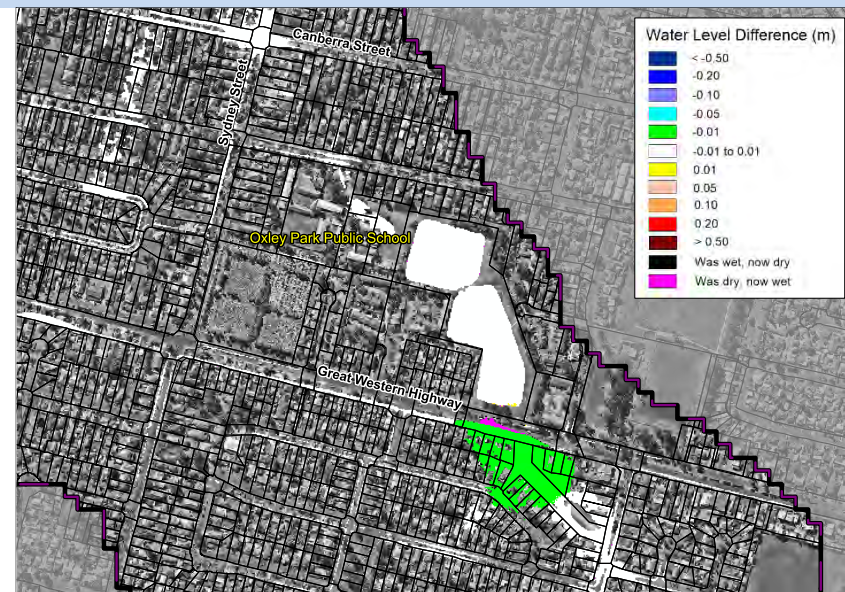 Canberra Street
Sydney Street
Oxley Park Public School
Great Western Highway
Water Level Difference (m)
< -0.50
-0.20
-0.10
-0.05
-0.01
-0.01 to 0.01
0.01
0.05
0.10
0.20
> 0.50
Was wet, now dry
Was dry, now wet